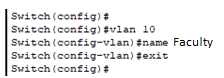 Switch(config)#
Switch(config)#vlan 10
Switch(config-vlan)#name Faculty
Switch(config-vlan)#exit
Switch(config)#